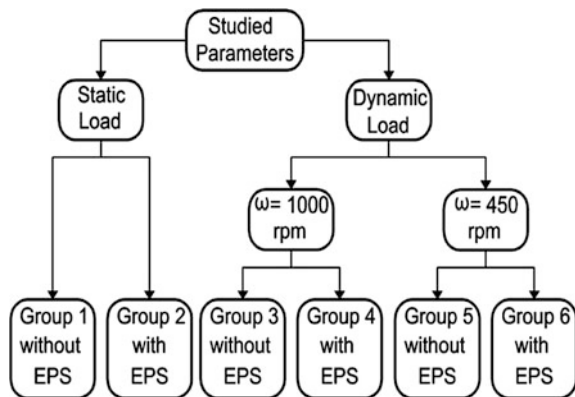 Studied
Parameters
Static
Load
Dynamic
Load
ω= 1000
rpm
ω= 450
rpm
Group 1
without
EPS
Group 2
with
EPS
Group 3
without
EPS
Group 4
with
EPS
Group 5
without
EPS
Group 6
with
EPS